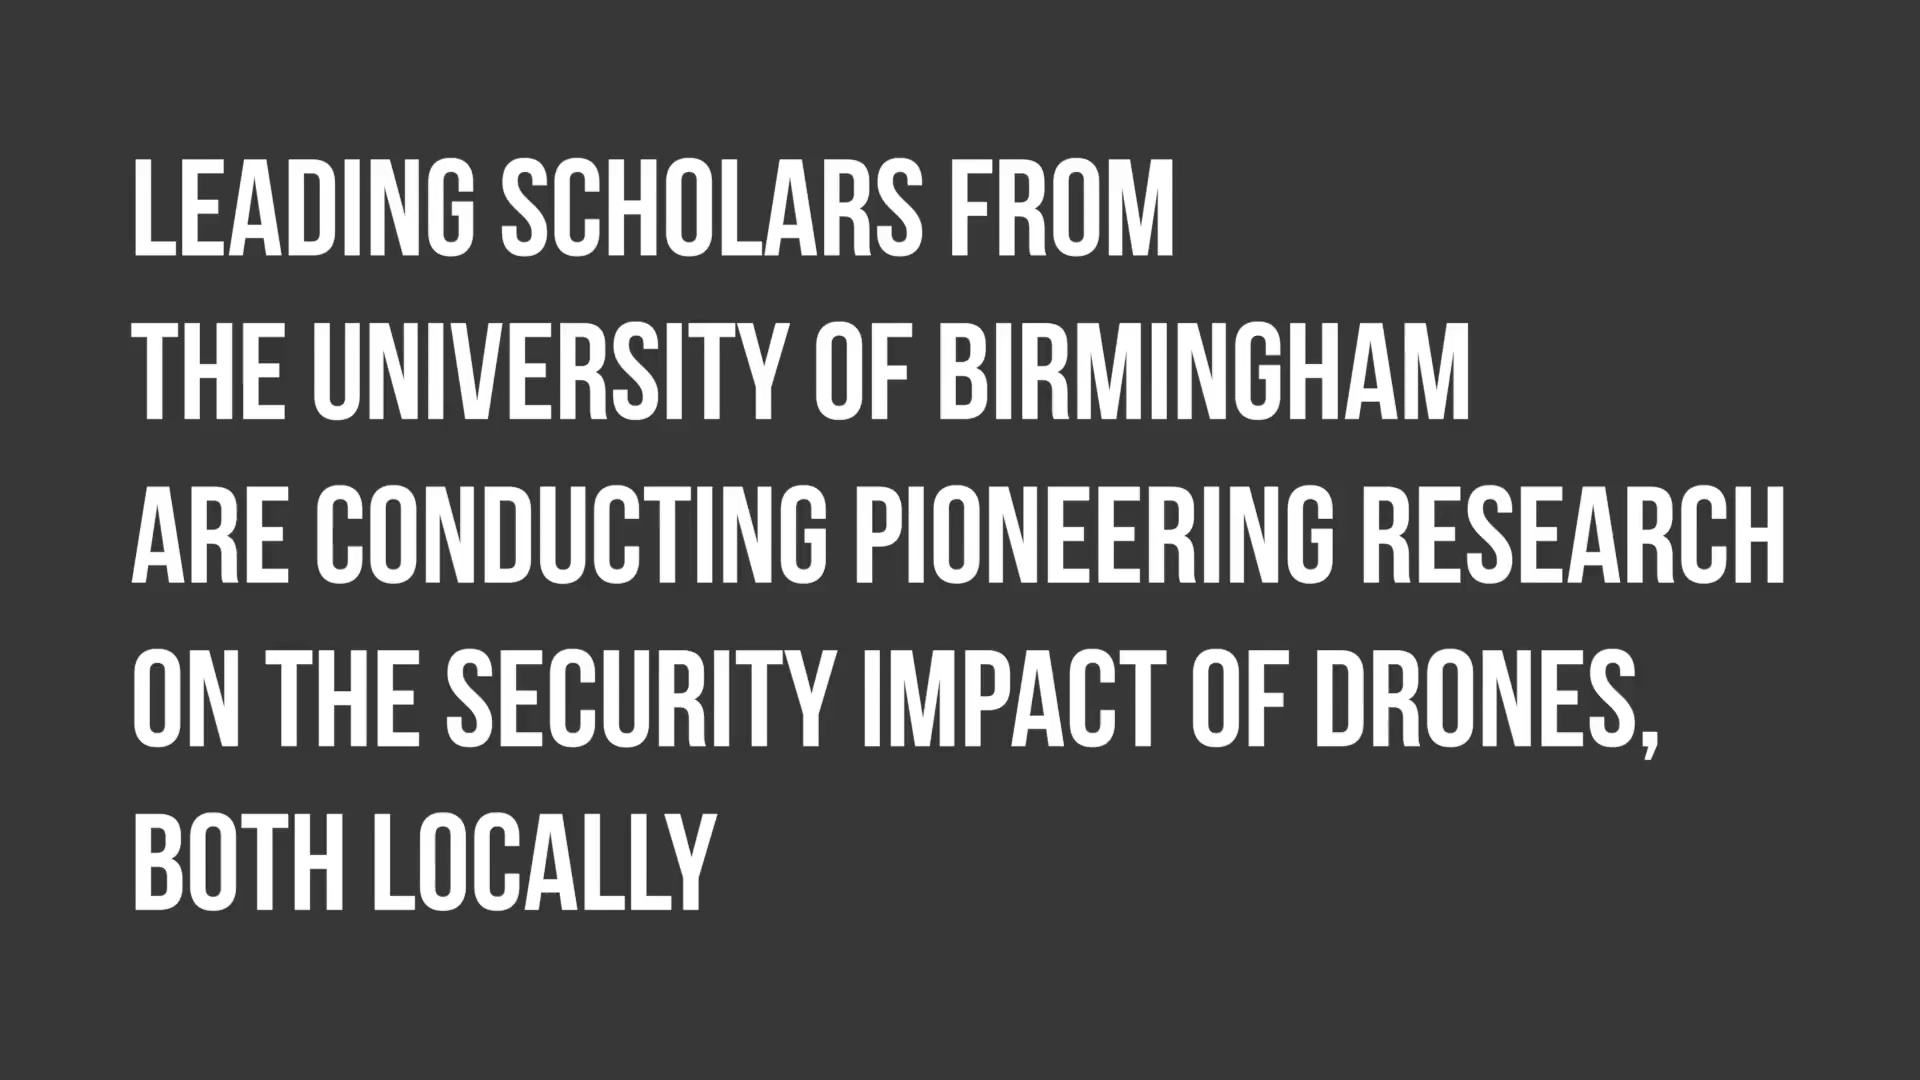 LEADING SCHOLARS FROM
THE UNIVERSITY OF BIRMINGHAM
ARE CONDUCTING PIONEERING RESEARCH
ON THE SECURITY IMPACT OF DRONES,
BOTH LOCALLY